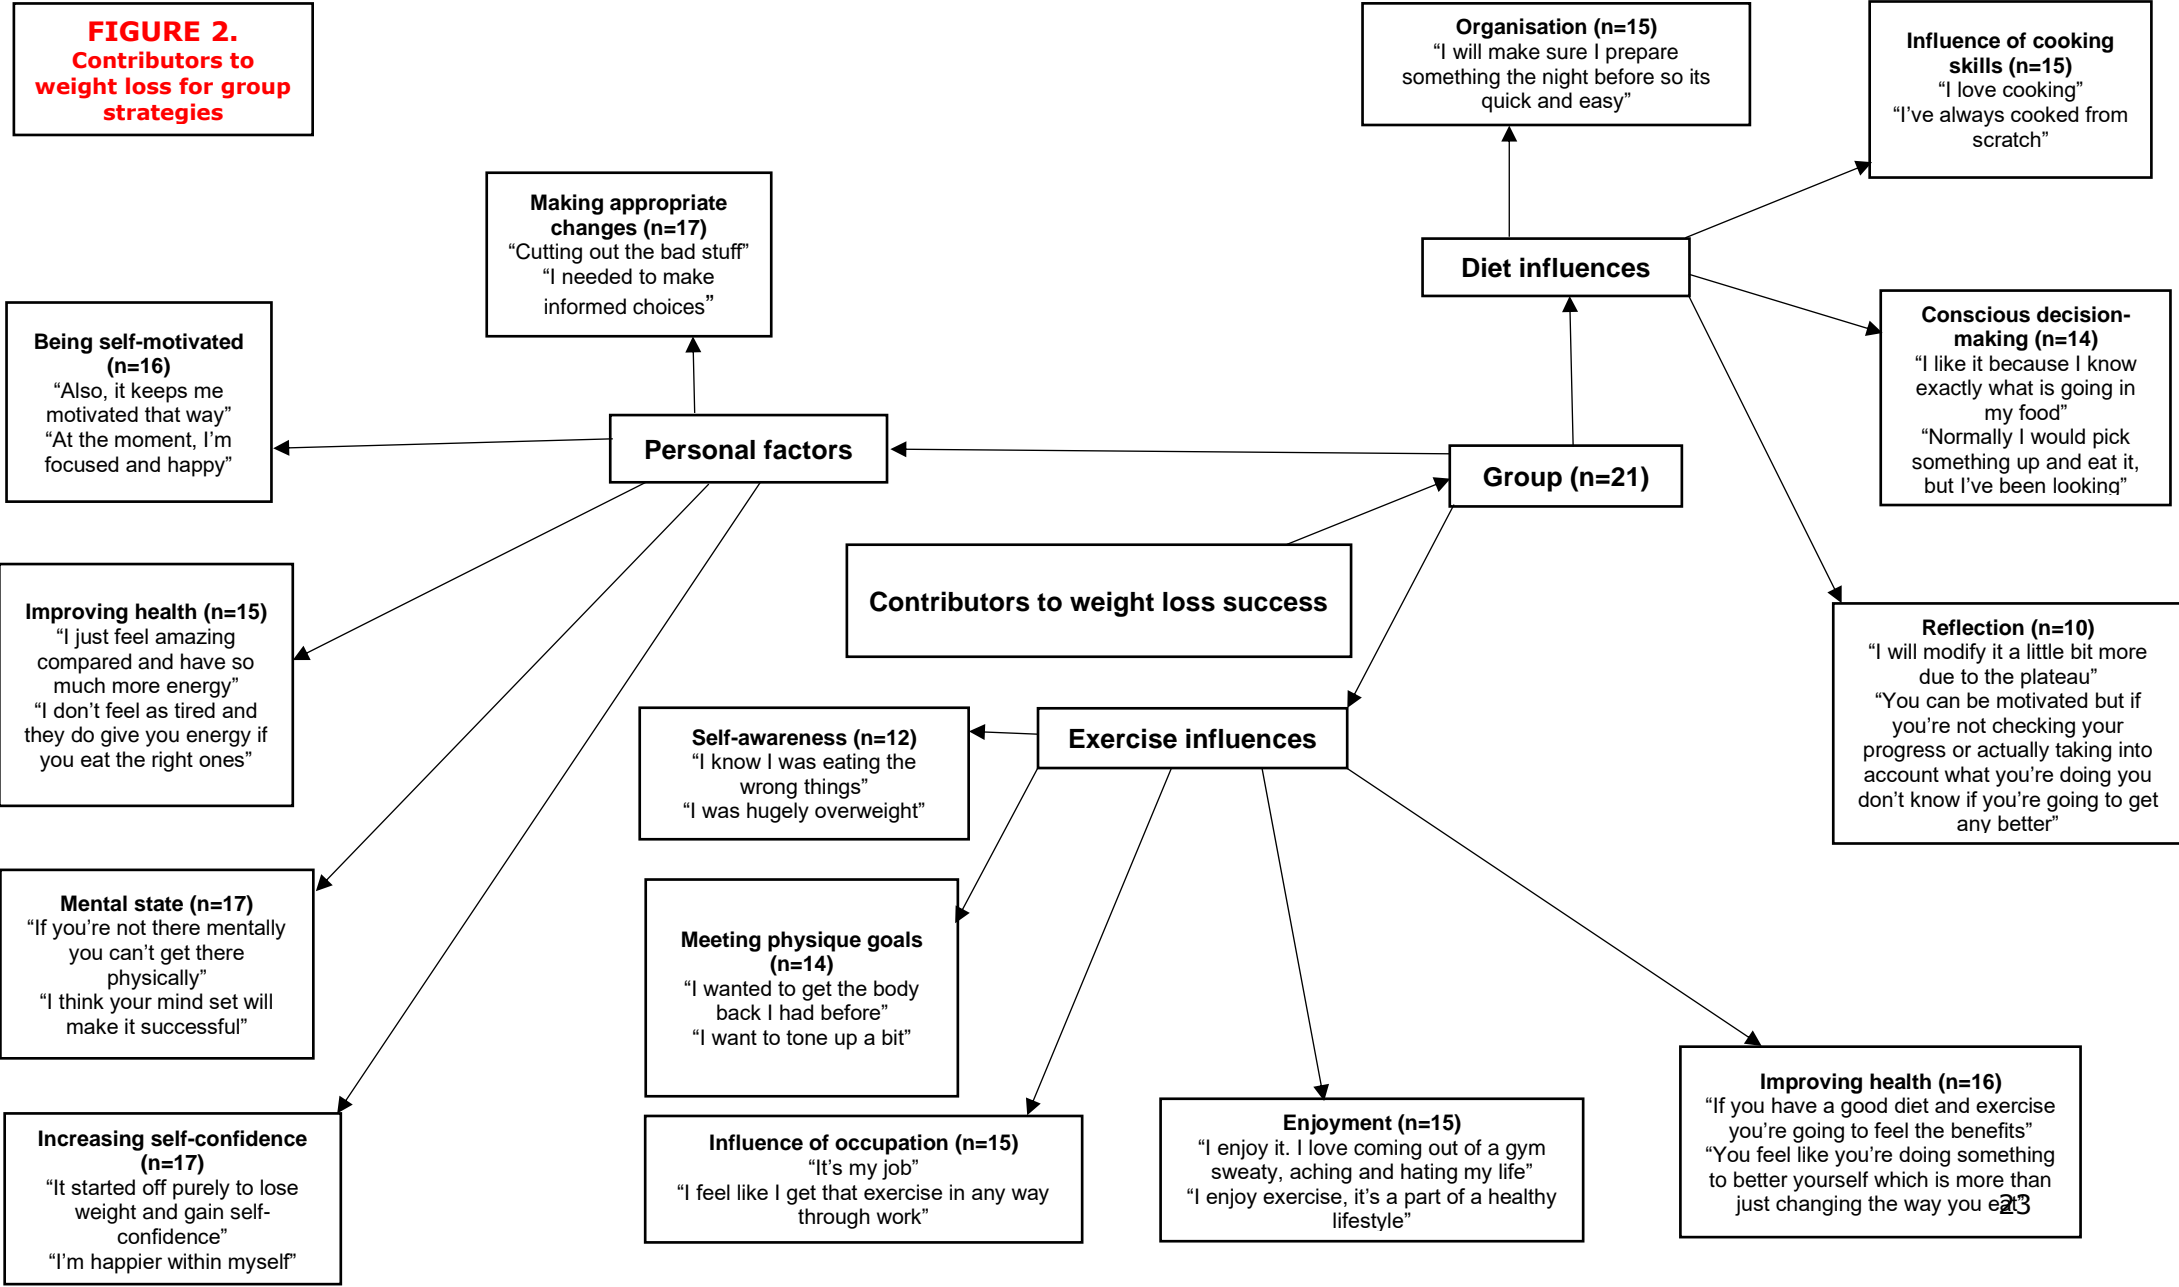 FIGURE 2.
Contributors to
weight loss for group
strategies
Organisation (n=15)
“I will make sure I prepare
something the night before so its
quick and easy”
Influence of cooking
skills (n=15)
“I love cooking”
“I’ve always cooked from
scratch”
Making appropriate
changes (n=17)
“Cutting out the bad stuff”
“I needed to make
informed choices”
Diet influences
Being self-motivated
(n=16)
“Also, it keeps me
motivated that way”
“At the moment, I’m
focused and happy”
Conscious decision-
making (n=14)
“I like it because I know
exactly what is going in
my food”
“Normally I would pick
something up and eat it,
but I’ve been looking”
Personal factors
Group (n=21)
Contributors to weight loss success
Improving health (n=15)
“I just feel amazing
compared and have so
much more energy”
“I don’t feel as tired and
they do give you energy if
you eat the right ones”
Reflection (n=10)
“I will modify it a little bit more
due to the plateau”
“You can be motivated but if
you’re not checking your
progress or actually taking into
account what you’re doing you
don’t know if you’re going to get
any better”
Self-awareness (n=12)
“I know I was eating the
wrong things”
“I was hugely overweight”
Exercise influences
Mental state (n=17)
“If you’re not there mentally
you can’t get there
physically”
“I think your mind set will
make it successful”
Meeting physique goals
(n=14)
“I wanted to get the body
back I had before”
“I want to tone up a bit”
Increasing self-confidence
(n=17)
“It started off purely to lose
weight and gain self-
confidence”
“I’m happier within myself”
Influence of occupation (n=15)
“It’s my job”
“I feel like I get that exercise in any way
through work”
Enjoyment (n=15)
“I enjoy it. I love coming out of a gym
sweaty, aching and hating my life”
“I enjoy exercise, it’s a part of a healthy
lifestyle”
Improving health (n=16)
“If you have a good diet and exercise
you’re going to feel the benefits”
“You feel like you’re doing something
to better yourself which is more than
just changing the way you eat”
23